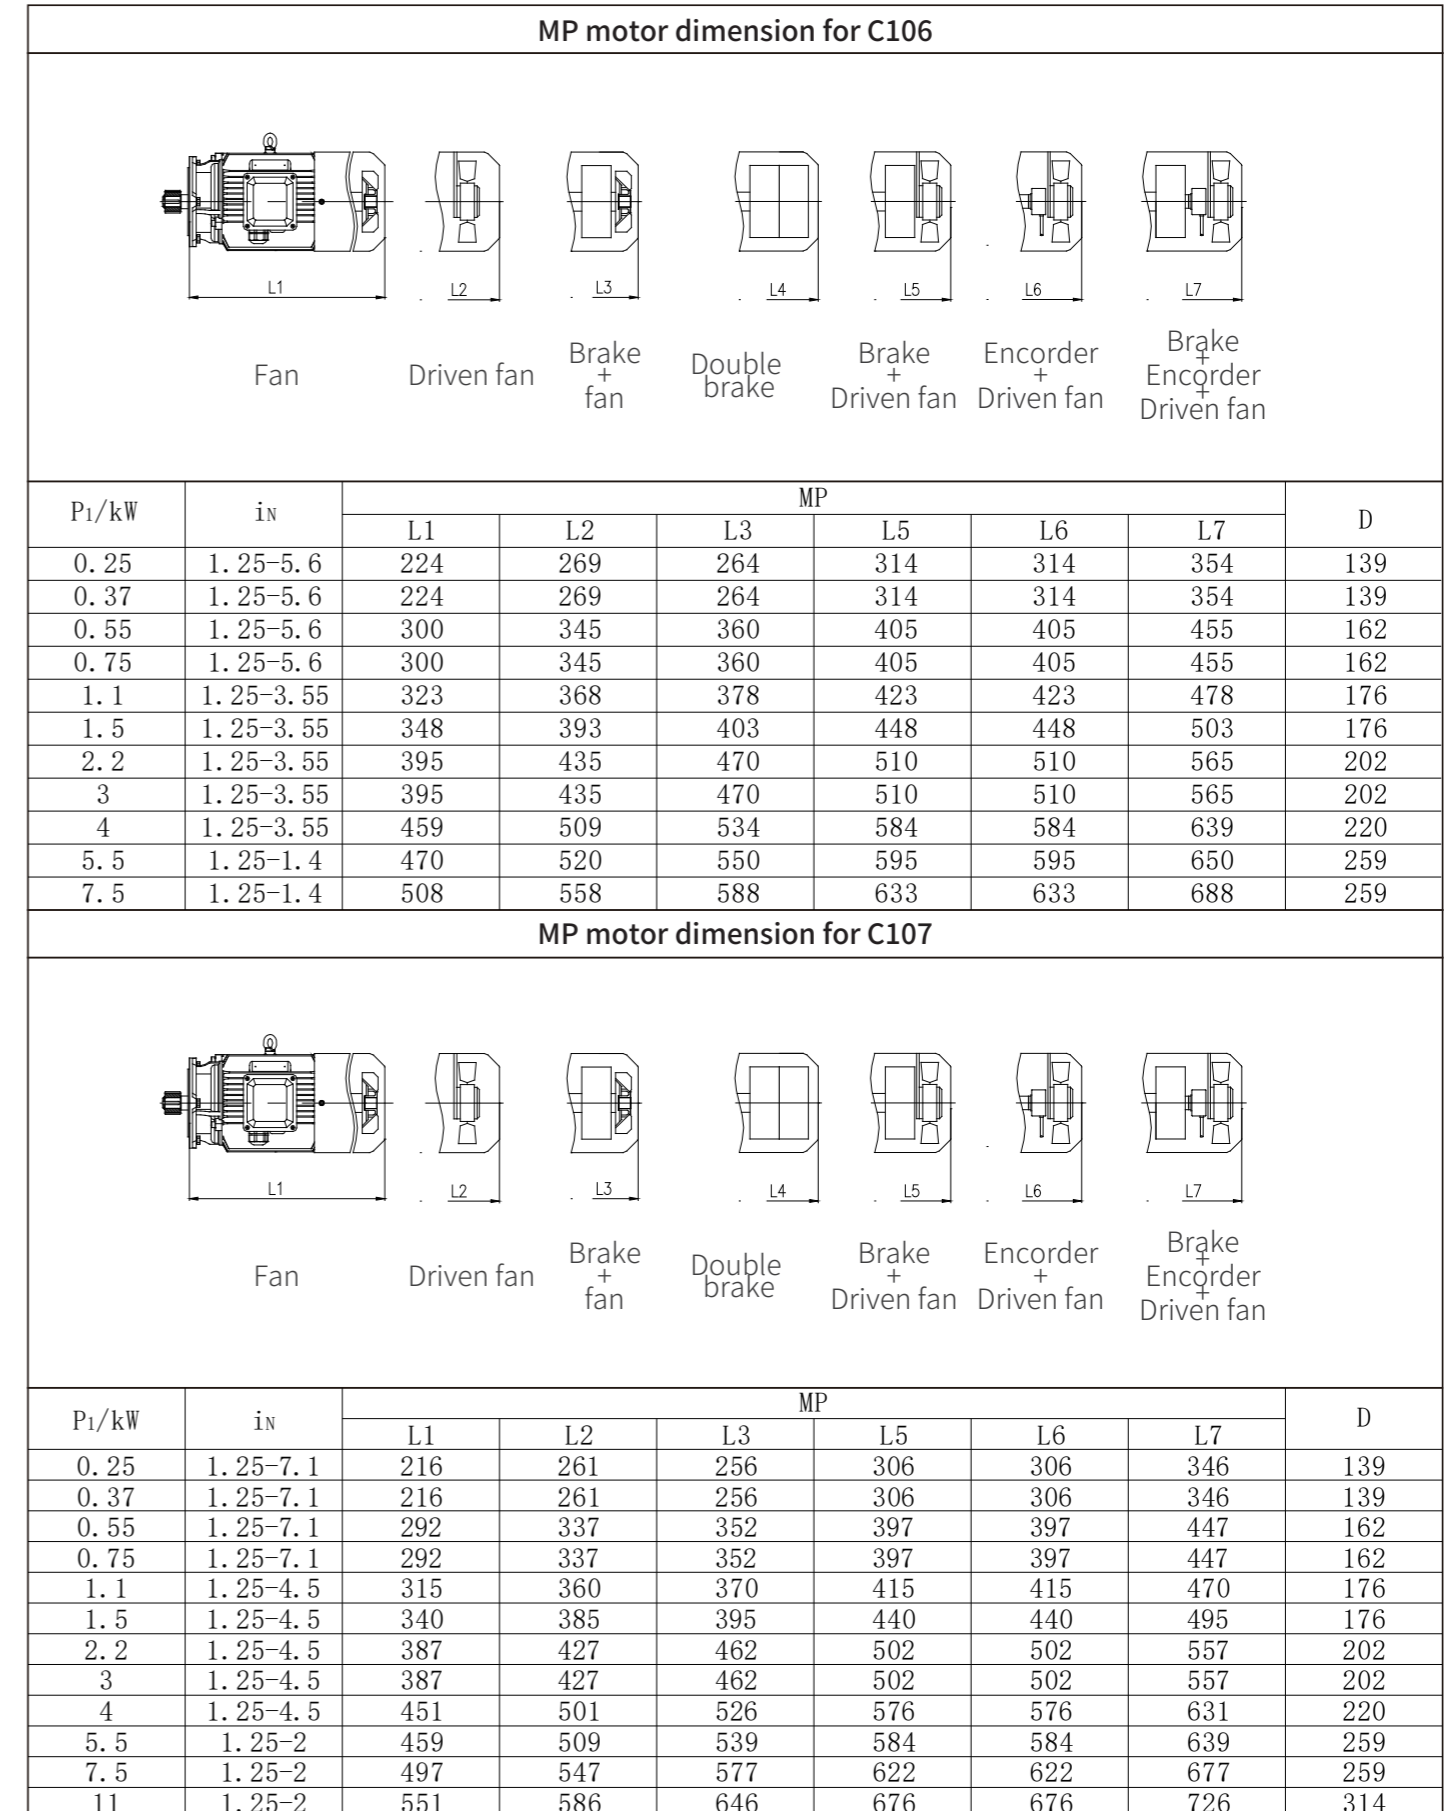 MP motor dimension for C106
L1 L2 L3 L4 L5 L6 L7
Fan
Driven fan
Brake
+
fan
Double
brake
Brake
+
Driven fan
Encorder
+
Driven fan
Brake
+
Encorder
+
Driven fan
P1/kW iN MP D
L1 L2 L3 L5 L6 L7
0.25 1.25-5.6 224 269 264 314 314 354 139
0.37 1.25-5.6 224 269 264 314 314 354 139
0.55 1.25-5.6 300 345 360 405 405 455 162
0.75 1.25-5.6 300 345 360 405 405 455 162
1.1 1.25-3.55 323 368 378 423 423 478 176
1.5 1.25-3.55 348 393 403 448 448 503 176
2.2 1.25-3.55 395 435 470 510 510 565 202
3 1.25-3.55 395 435 470 510 510 565 202
4 1.25-3.55 459 509 534 584 584 639 220
5.5 1.25-1.4 470 520 550 595 595 650 259
7.5 1.25-1.4 508 558 588 633 633 688 259
MP motor dimension for C107
L1 L2 L3 L4 L5 L6 L7
Fan
Driven fan
Brake
+
fan
Double
brake
Brake
+
Driven fan
Encorder
+
Driven fan
Brake
+
Encorder
+
Driven fan
P1/kW iN MP D
L1 L2 L3 L5 L6 L7
0.25 1.25-7.1 216 261 256 306 306 346 139
0.37 1.25-7.1 216 261 256 306 306 346 139
0.55 1.25-7.1 292 337 352 397 397 447 162
0.75 1.25-7.1 292 337 352 397 397 447 162
1.1 1.25-4.5 315 360 370 415 415 470 176
1.5 1.25-4.5 340 385 395 440 440 495 176
2.2 1.25-4.5 387 427 462 502 502 557 202
3 1.25-4.5 387 427 462 502 502 557 202
4 1.25-4.5 451 501 526 576 576 631 220
5.5 1.25-2 459 509 539 584 584 639 259
7.5 1.25-2 497 547 577 622 622 677 259
11 1.25-2 551 586 646 676 676 726 314